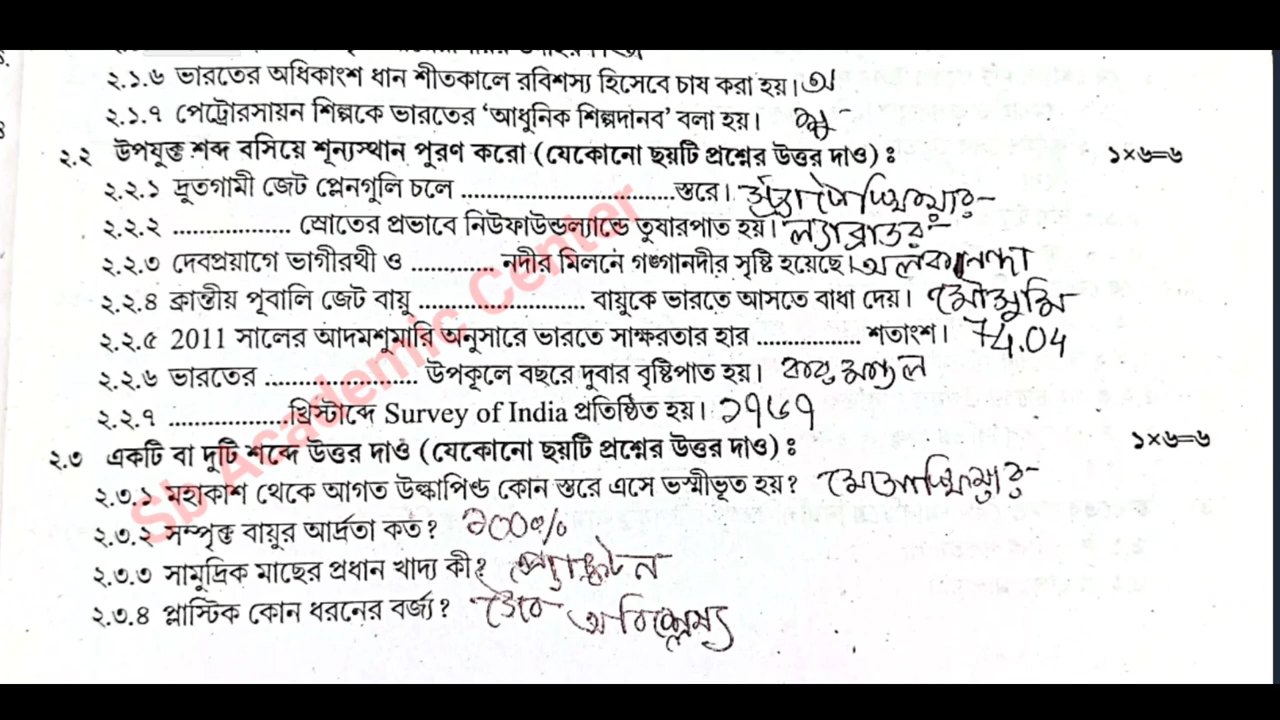 ২.১.৬ ভারতের অধিকাংশ ধান শীতকালে রবিশস্য হিসেবে চাষ করা হয়। অ
২.১.৭ পেট্রোরসায়ন শিল্পকে ভারতের 'আধুনিক শিল্পদানব' বলা হয়।
২.২ উপযুক্ত শব্দ বসিয়ে শূন্যস্থান পূরণ করো (যেকোনো ছয়টি প্রশ্নের উত্তর দাও) : ১×৬=৬
২.২.১ দ্রুতগামী জেট প্লেনগুলি চলে ..............................স্তরে।
২.২.২ ................. স্রোতের প্রভাবে নিউফাউন্ডল্যান্ডে তুষারপাত হয়। ল্যাব্রাডর
২.২.৩ দেবপ্রয়াগে ভাগীরথী ও ............ নদীর মিলনে গঙ্গানদীর সৃষ্টি হয়েছে। অলকানন্দা
২.২.৪ ক্রান্তীয় পূবালি জেট বায়ু ........................ বায়ুকে ভারতে আসতে বাধা দেয়। মৌসুমি
২.২.৫ 2011 সালের আদমশুমারি অনুসারে ভারতে সাক্ষরতার হার ............... শতাংশ। 74.04
২.২.৬ ভারতের ...................... উপকূলে বছরে দুবার বৃষ্টিপাত হয়। করমন্ডল
২.২.৭ .................খ্রিস্টাব্দে Survey of India প্রতিষ্ঠিত হয়। ১৭৬৭
২.৩ একটি বা দুটি শব্দে উত্তর দাও (যেকোনো ছয়টি প্রশ্নের উত্তর দাও) : ১×৬=৬
২.৩.১ মহাকাশ থেকে আগত উল্কাপিণ্ড কোন স্তরে এসে ভস্মীভূত হয়? মেসোস্ফিয়ার
২.৩.২ সম্পৃক্ত বায়ুর আর্দ্রতা কত? ১০০%
২.৩.৩ সামুদ্রিক মাছের প্রধান খাদ্য কী? প্ল্যাঙ্কটন
২.৩.৪ প্লাস্টিক কোন ধরনের বর্জ্য? জৈব অবিশ্লেষ্য
Sb Academic Center